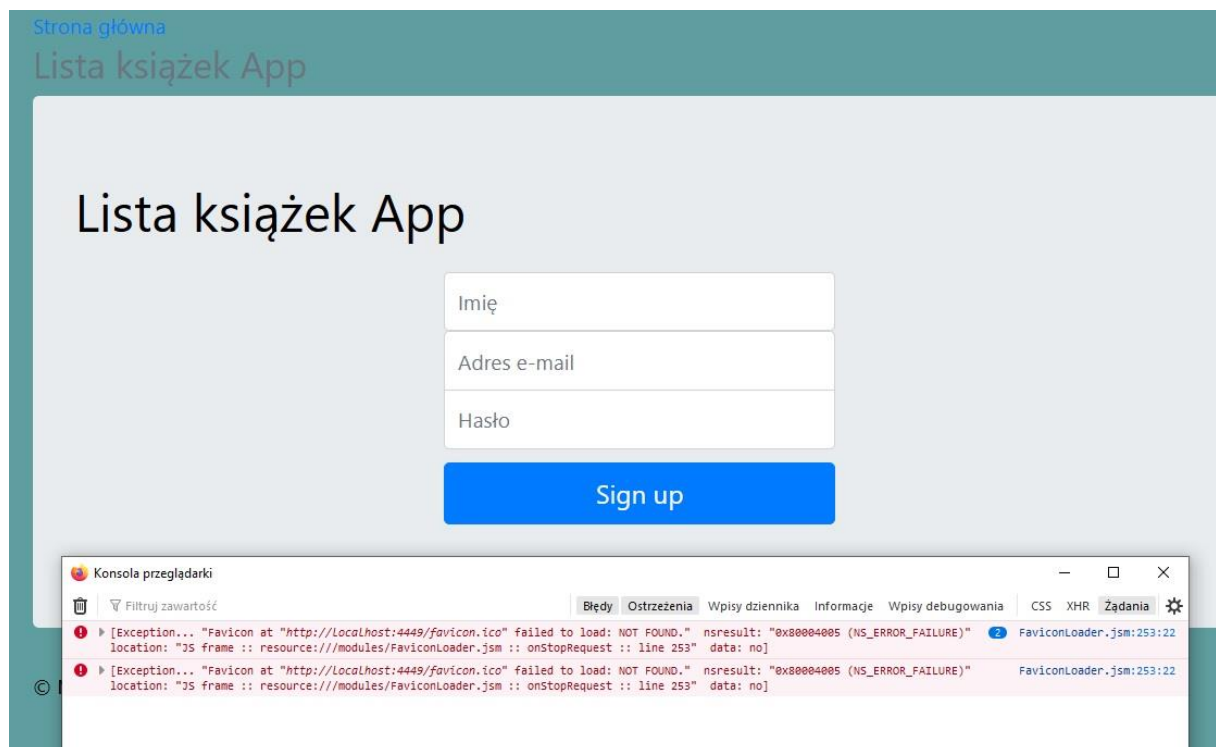 Strona główna
Lista książek App
Lista książek App
Imię
Adres e-mail
Hasło
Sign up
Konsola przeglądarki
Filtruj zawartość Błędy Ostrzeżenia Wpisy dziennika Informacje Wpisy debugowania CSS XHR Żądania
[Exception... "Favicon at "http://localhost:4449/favicon.ico" failed to load: NOT FOUND." nsresult: "0x80004005 (NS_ERROR_FAILURE)" 2 FaviconLoader.jsm:253:22
location: "JS frame :: resource:///modules/FaviconLoader.jsm :: onStopRequest :: line 253" data: no]
[Exception... "Favicon at "http://localhost:4449/favicon.ico" failed to load: NOT FOUND." nsresult: "0x80004005 (NS_ERROR_FAILURE)" FaviconLoader.jsm:253:22
location: "JS frame :: resource:///modules/FaviconLoader.jsm :: onStopRequest :: line 253" data: no]
©